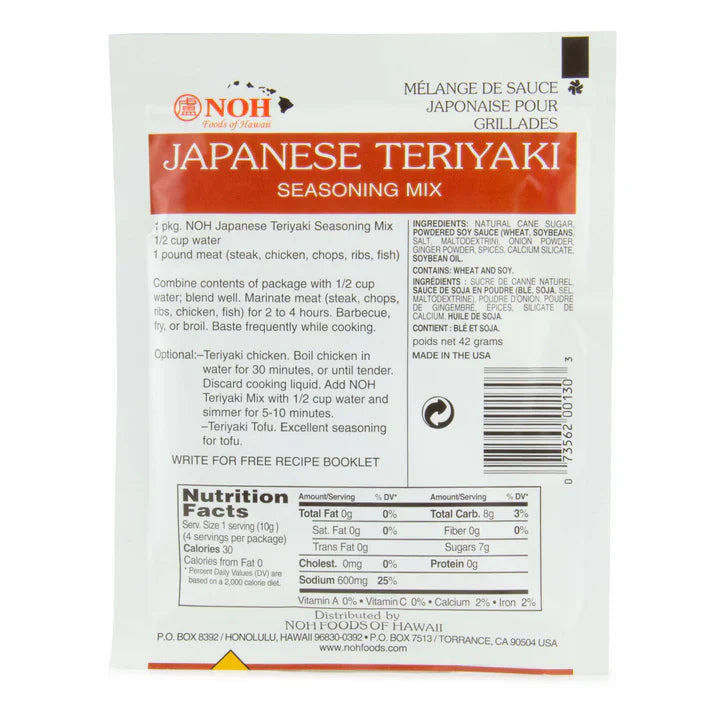 盧 NOH
Foods of Hawaii
MÉLANGE DE SAUCE
JAPONAISE POUR
GRILLADES
JAPANESE TERIYAKI
SEASONING MIX
1 pkg. NOH Japanese Teriyaki Seasoning Mix
1/2 cup water
1 pound meat (steak, chicken, chops, ribs, fish)
Combine contents of package with 1/2 cup
water; blend well. Marinate meat (steak, chops,
ribs, chicken, fish) for 2 to 4 hours. Barbecue,
fry, or broil. Baste frequently while cooking.
Optional:–Teriyaki chicken. Boil chicken in
water for 30 minutes, or until tender.
Discard cooking liquid. Add NOH
Teriyaki Mix with 1/2 cup water and
simmer for 5-10 minutes.
–Teriyaki Tofu. Excellent seasoning
for tofu.
WRITE FOR FREE RECIPE BOOKLET
INGREDIENTS: NATURAL CANE SUGAR,
POWDERED SOY SAUCE (WHEAT, SOYBEANS,
SALT, MALTODEXTRIN), ONION POWDER,
GINGER POWDER, SPICES, CALCIUM SILICATE,
SOYBEAN OIL.
CONTAINS: WHEAT AND SOY.
INGRÉDIENTS : SUCRE DE CANNE NATUREL,
SAUCE DE SOJA EN POUDRE (BLÉ, SOJA, SEL,
MALTODEXTRINE), POUDRE D'ONION, POUDRE
DE GINGEMBRE, ÉPICES, SILICATE DE
CALCIUM, HUILE DE SOJA.
CONTIENT : BLÉ ET SOJA.
poids net 42 grams
MADE IN THE USA
0 73562 00130 3
Nutrition
Facts
Serv. Size 1 serving (10g)
(4 servings per package)
Calories 30
Calories from Fat 0
* Percent Daily Values (DV) are
based on a 2,000 calorie diet.
Amount/Serving % DV* Amount/Serving % DV*
Total Fat 0g 0% Total Carb. 8g 3%
Sat. Fat 0g 0% Fiber 0g 0%
Trans Fat 0g Sugars 7g
Cholest. 0mg 0% Protein 0g
Sodium 600mg 25%
Vitamin A 0% • Vitamin C 0% • Calcium 2% • Iron 2%
Distributed by
NOH FOODS OF HAWAII
P.O. BOX 8392 / HONOLULU, HAWAII 96830-0392 • P.O. BOX 7513 / TORRANCE, CA 90504 USA
www.nohfoods.com